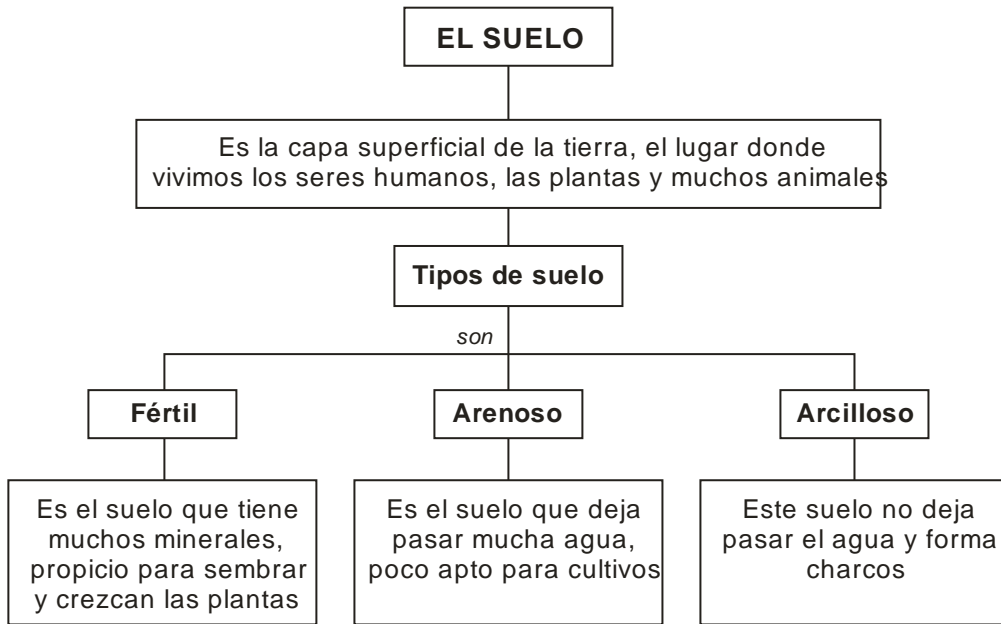 EL SUELO
Es la capa superficial de la tierra, el lugar donde
vivimos los seres humanos, las plantas y muchos animales
Tipos de suelo
son
Fértil
Arenoso
Arcilloso
Es el suelo que tiene
muchos minerales,
propicio para sembrar
y crezcan las plantas
Es el suelo que deja
pasar mucha agua,
poco apto para cultivos
Este suelo no deja
pasar el agua y forma
charcos